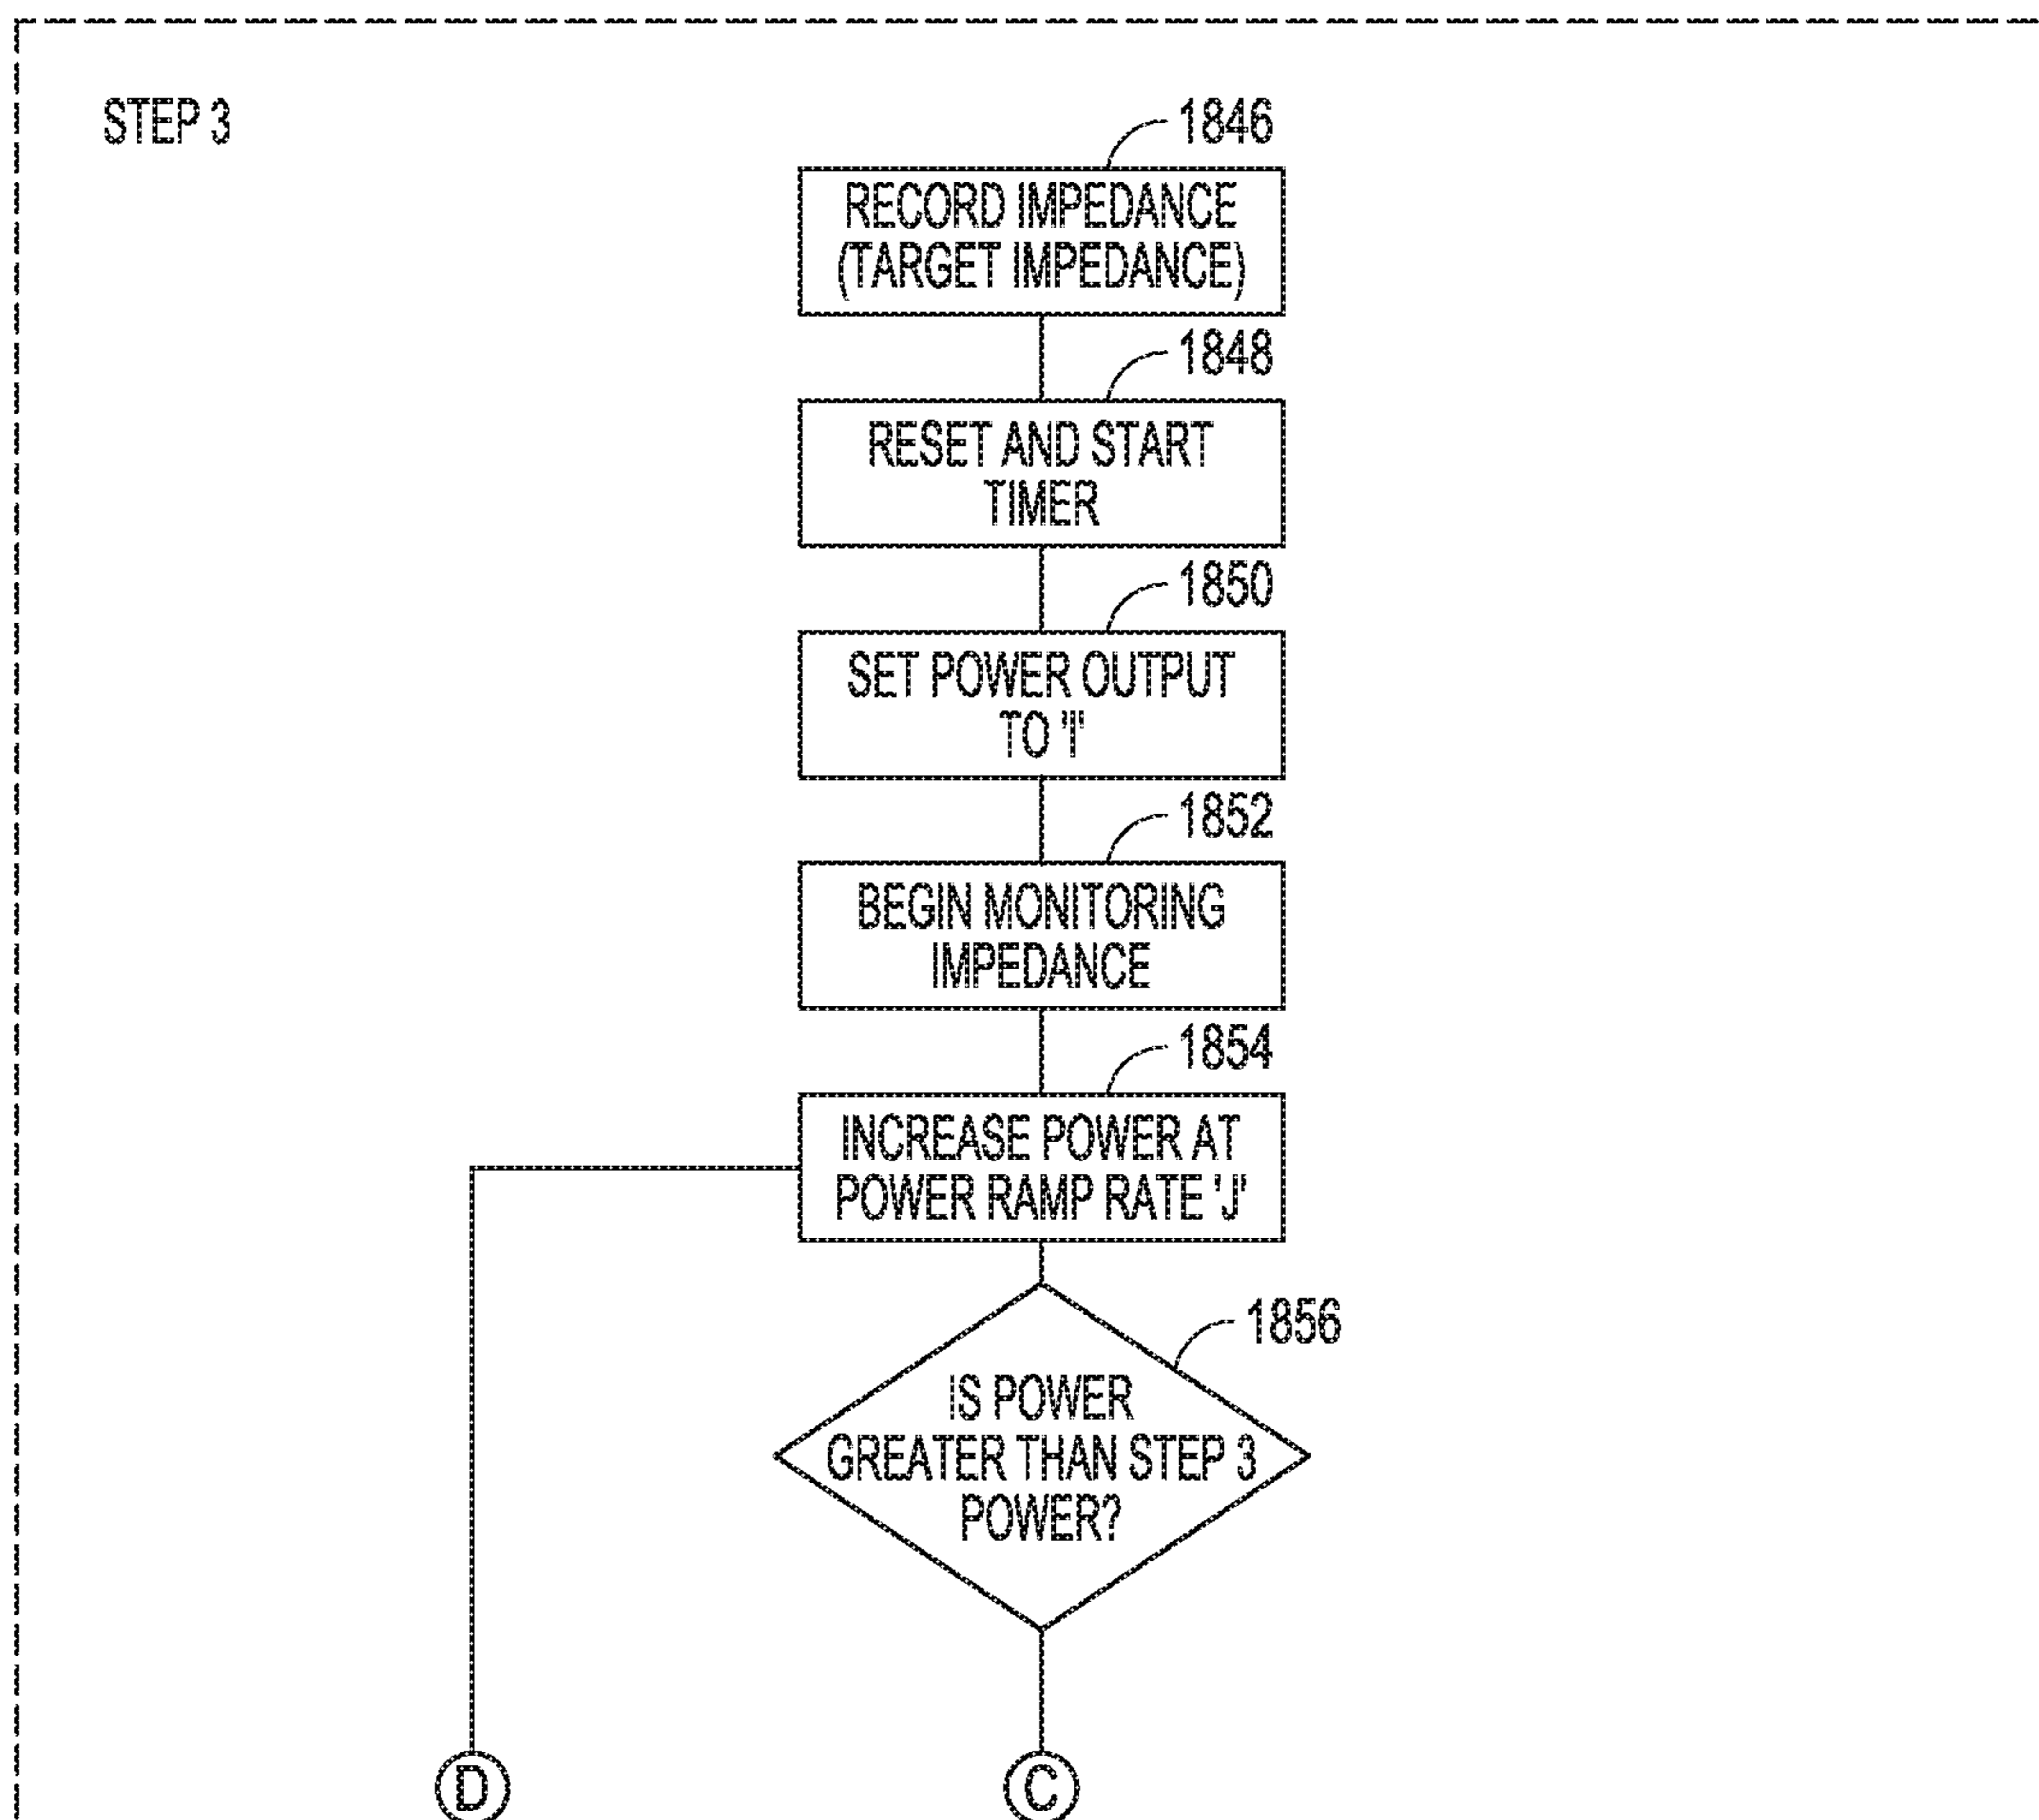 STEP 3
1846
RECORD IMPEDANCE
(TARGET IMPEDANCE)
1848
RESET AND START
TIMER
1850
SET POWER OUTPUT
TO 'I'
1852
BEGIN MONITORING
IMPEDANCE
1854
INCREASE POWER AT
POWER RAMP RATE 'J'
1856
IS POWER
GREATER THAN STEP 3
POWER?
D
C